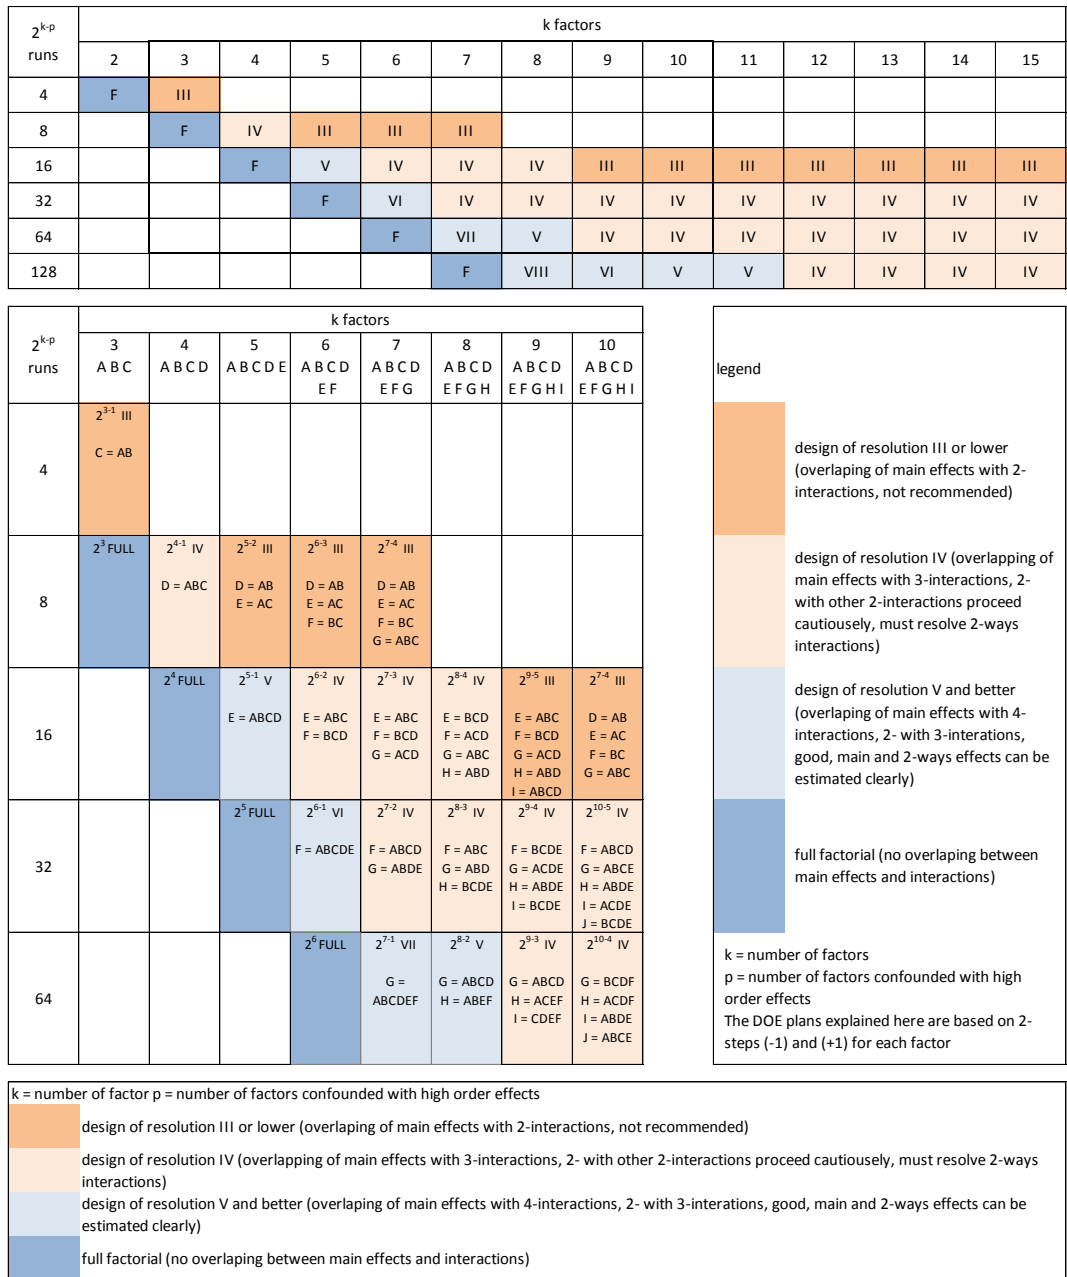 2^k-p runs k factors
2 3 4 5 6 7 8 9 10 11 12 13 14 15
4 F III
8 F IV III III III
16 F V IV IV IV III III III III III III III
32 F VI IV IV IV IV IV IV IV IV IV
64 F VII V IV IV IV IV IV IV IV
128 F VIII VI V V IV IV IV IV
2^k-p runs k factors
3 4 5 6 7 8 9 10
A B C A B C D A B C D E A B C D A B C D A B C D A B C D A B C D
E F E F G E F G H E F G H I E F G H I
4
2^3-1 III
C = AB
8
2^3 FULL 2^4-1 IV 2^5-2 III 2^6-3 III 2^7-4 III
D = ABC D = AB D = AB D = AB
E = AC E = AC E = AC
F = BC F = BC
G = ABC
16
2^4 FULL 2^5-1 V 2^6-2 IV 2^7-3 IV 2^8-4 IV 2^9-5 III 2^7-4 III
E = ABCD E = ABC E = ABC E = BCD E = ABC D = AB
F = BCD F = BCD F = ACD F = BCD E = AC
G = ACD G = ABC G = ACD F = BC
H = ABD H = ABD G = ABC
I = ABCD
32
2^5 FULL 2^6-1 VI 2^7-2 IV 2^8-3 IV 2^9-4 IV 2^10-5 IV
F = ABCDE F = ABCD F = ABC F = BCDE F = ABCD
G = ABDE G = ABD G = ACDE G = ABCE
H = BCDE H = ABDE H = ABDE
I = BCDE I = ACDE
J = BCDE
64
2^6 FULL 2^7-1 VII 2^8-2 V 2^9-3 IV 2^10-4 IV
G = G = ABCD G = ABCD G = BCDF
ABCDEF H = ABEF H = ACEF H = ACDF
I = CDEF I = ABDE
J = ABCE
legend
design of resolution III or lower
(overlaping of main effects with 2-
interactions, not recommended)
design of resolution IV (overlapping of
main effects with 3-interactions, 2-
with other 2-interactions proceed
cautiousely, must resolve 2-ways
interactions)
design of resolution V and better
(overlaping of main effects with 4-
interactions, 2- with 3-interations,
good, main and 2-ways effects can be
estimated clearly)
full factorial (no overlaping between
main effects and interactions)
k = number of factors
p = number of factors confounded with high
order effects
The DOE plans explained here are based on 2-
steps (-1) and (+1) for each factor
k = number of factor p = number of factors confounded with high order effects
design of resolution III or lower (overlaping of main effects with 2-interactions, not recommended)
design of resolution IV (overlapping of main effects with 3-interactions, 2- with other 2-interactions proceed cautiousely, must resolve 2-ways
interactions)
design of resolution V and better (overlaping of main effects with 4-interactions, 2- with 3-interations, good, main and 2-ways effects can be
estimated clearly)
full factorial (no overlaping between main effects and interactions)